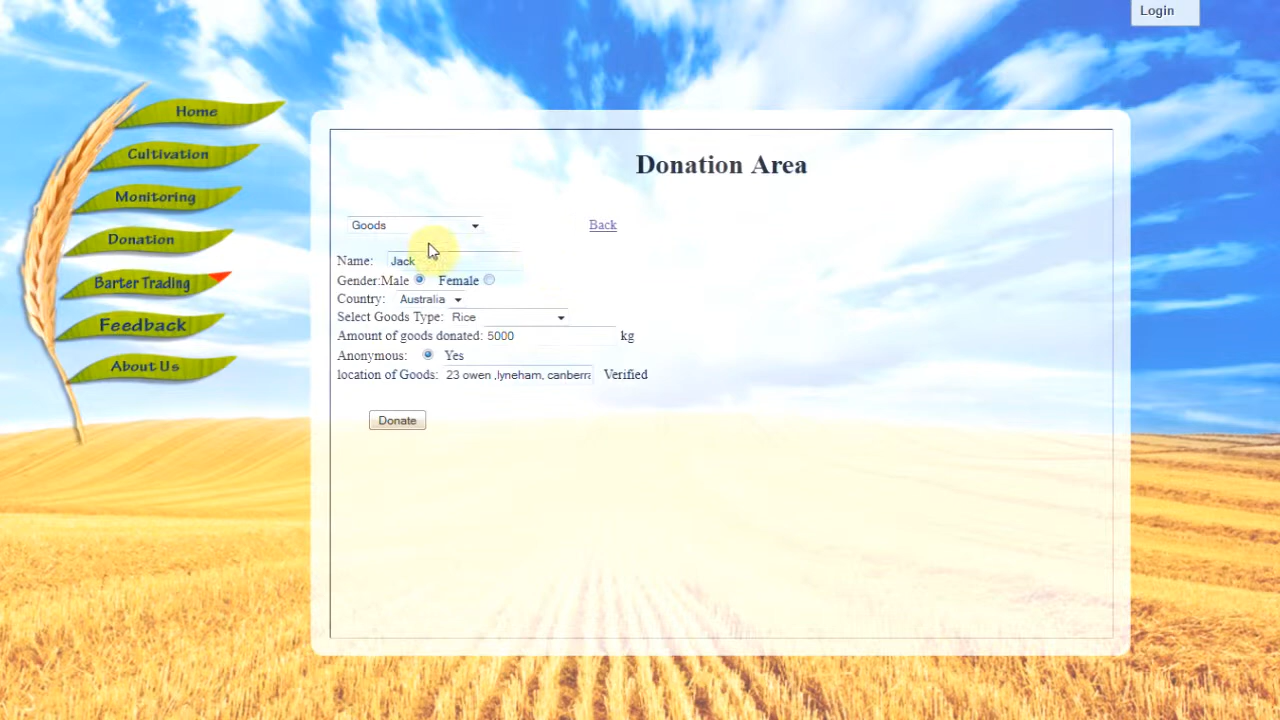 Login
Home
Cultivation
Monitoring
Donation
Barter Trading
Feedback
About Us
Donation Area
Goods Back
Name: Jack
Gender:Male Female
Country: Australia
Select Goods Type: Rice
Amount of goods donated: 5000 kg
Anonymous: Yes
location of Goods: 23 owen ,lyneham, canberra Verified
Donate